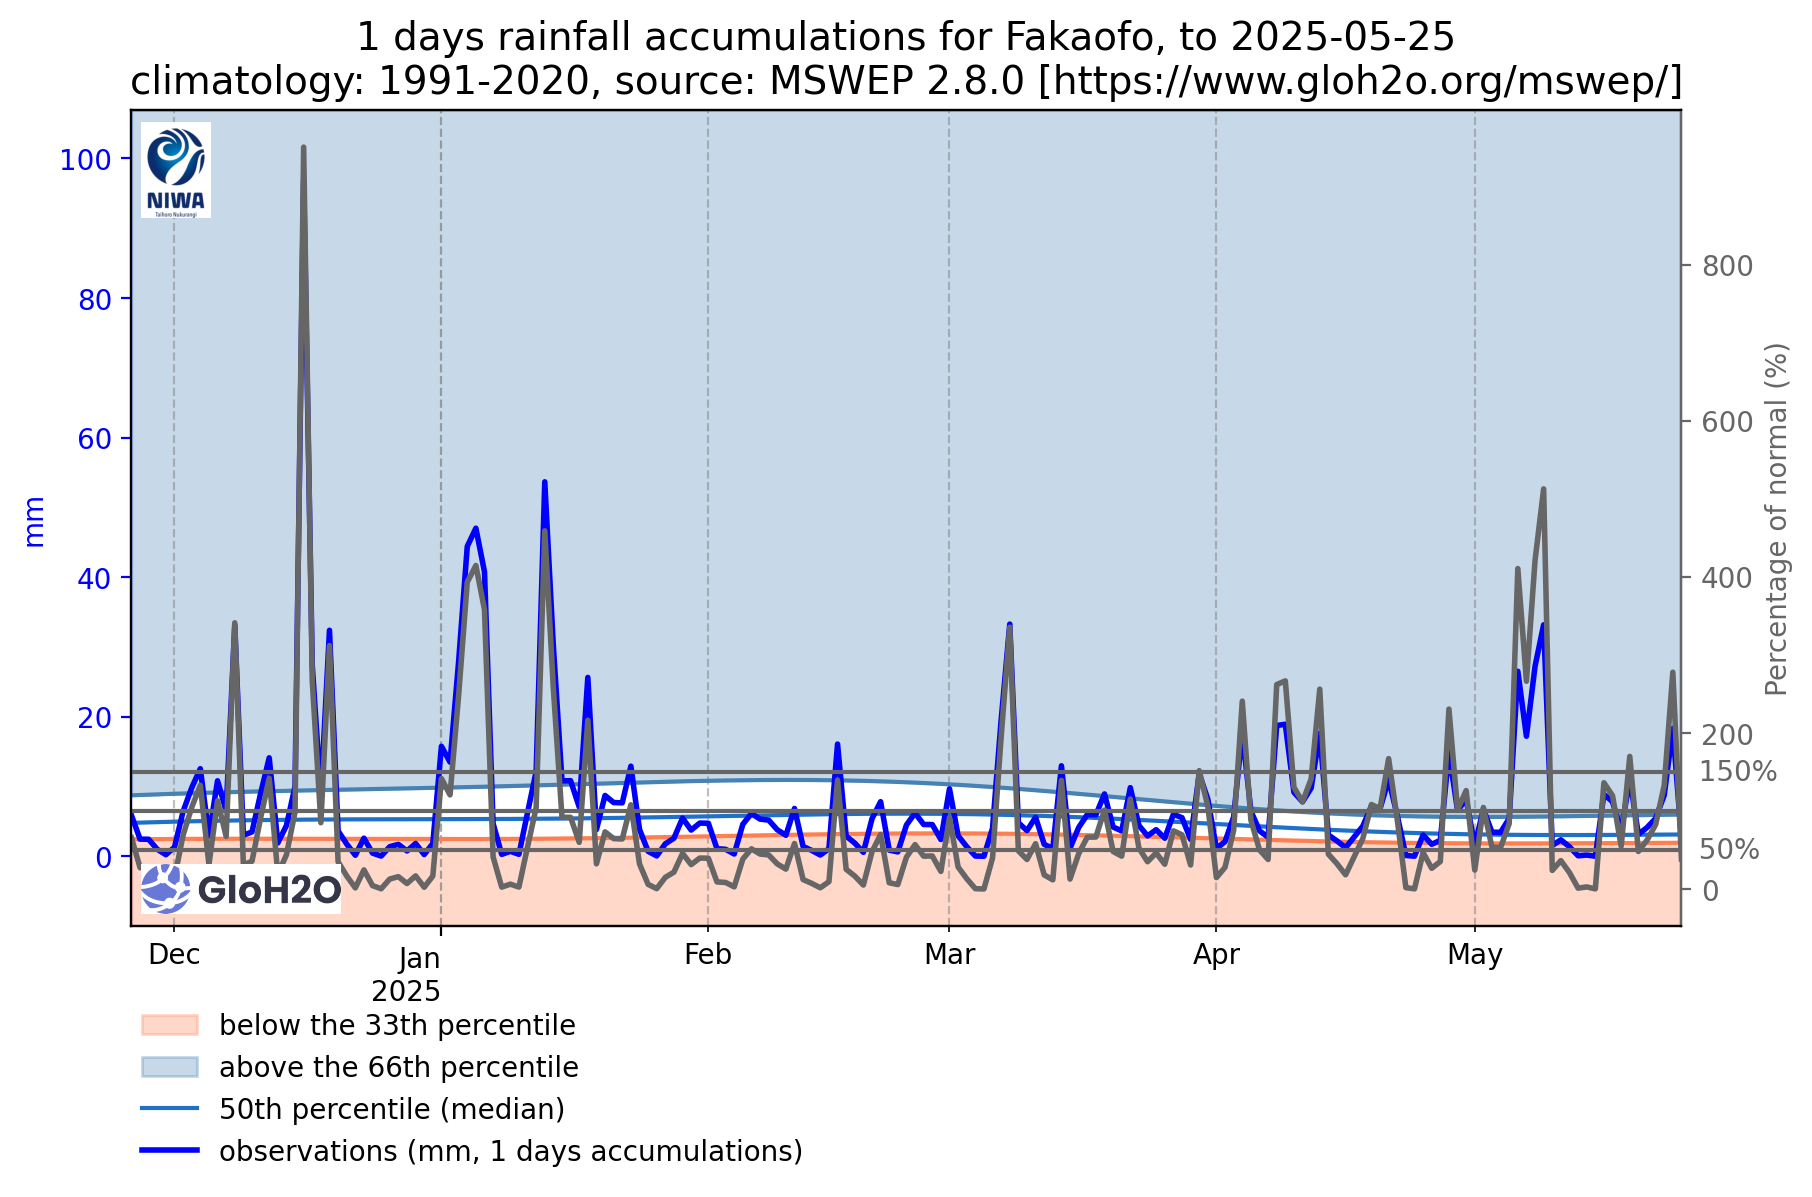 1 days rainfall accumulations for Fakaofo, to 2025-05-25
climatology: 1991-2020, source: MSWEP 2.8.0 [https://www.gloh2o.org/mswep/]
NIWA
Taihoro Nukurangi
100
80
60
40
20
0
mm
800
600
400
200
150%
50%
0
Percentage of normal (%)
GloH2O
Dec
Jan
2025
Feb
Mar
Apr
May
below the 33th percentile
above the 66th percentile
50th percentile (median)
observations (mm, 1 days accumulations)